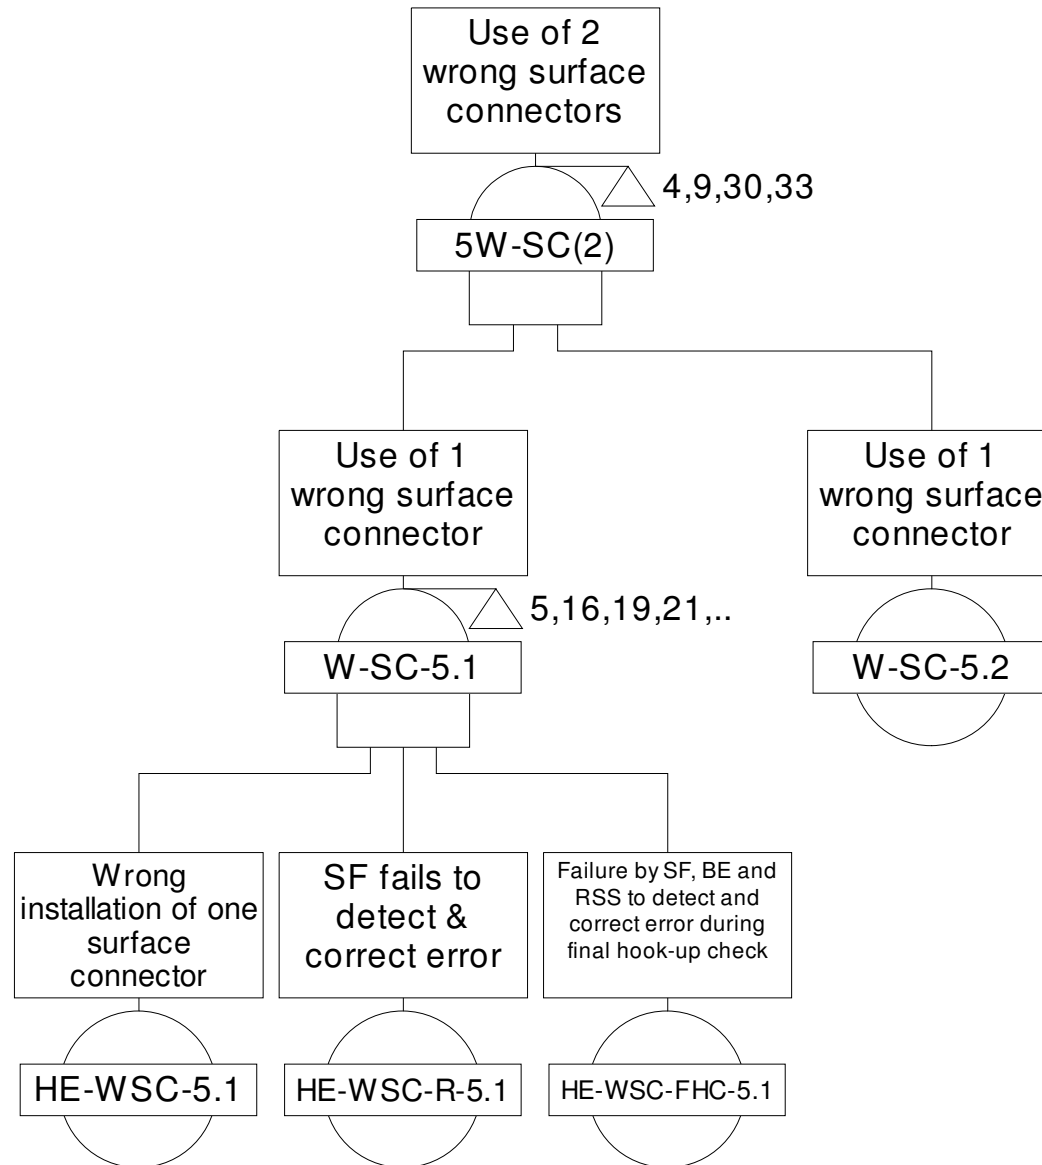 Use of 2
wrong surface
connectors
4,9,30,33
5W-SC(2)
Use of 1
wrong surface
connector
5,16,19,21,..
W-SC-5.1
Use of 1
wrong surface
connector
W-SC-5.2
Wrong
installation of one
surface
connector
HE-WSC-5.1
SF fails to
detect &
correct error
HE-WSC-R-5.1
Failure by SF, BE and
RSS to detect and
correct error during
final hook-up check
HE-WSC-FHC-5.1